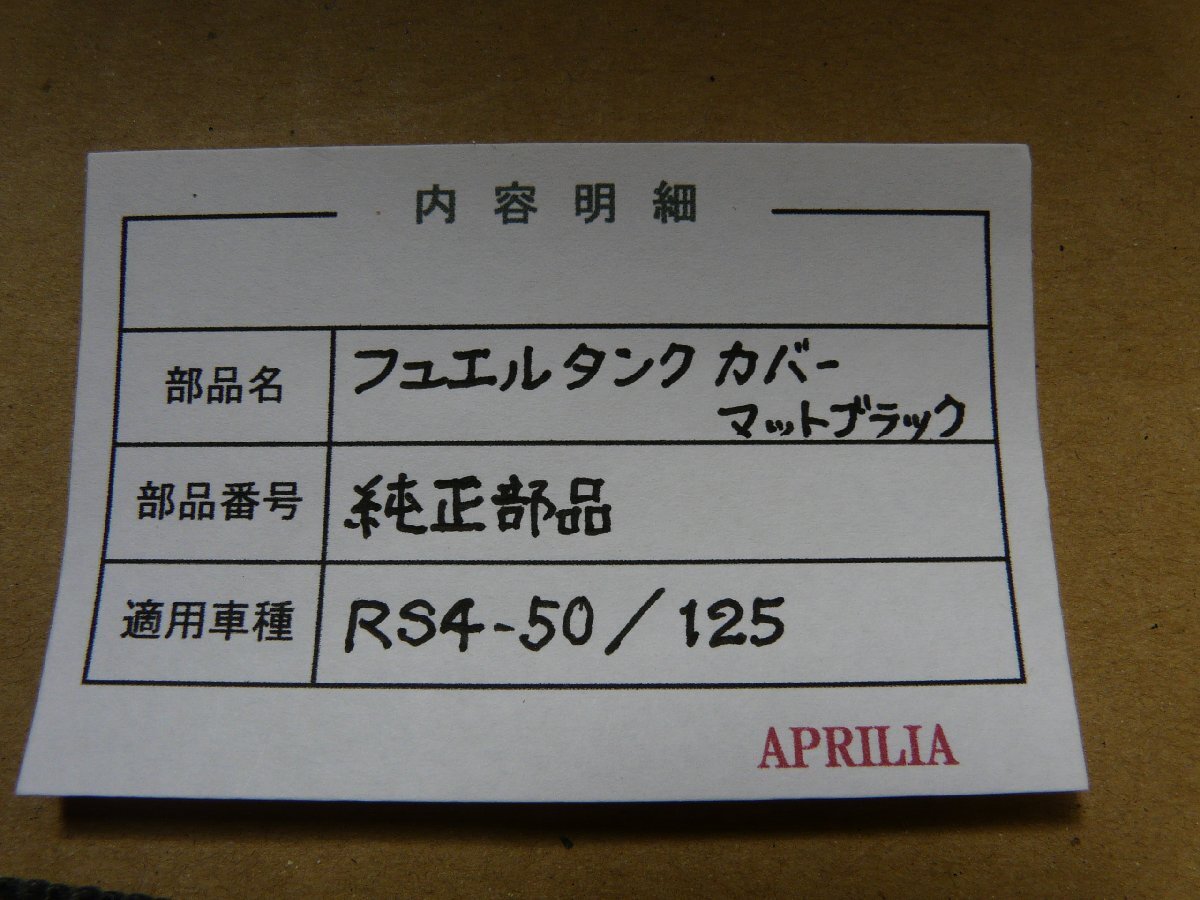 内容明細
部品名
フュエルタンク カバー
マットブラック
部品番号
純正部品
適用車種
RS4-50/125
APRILIA